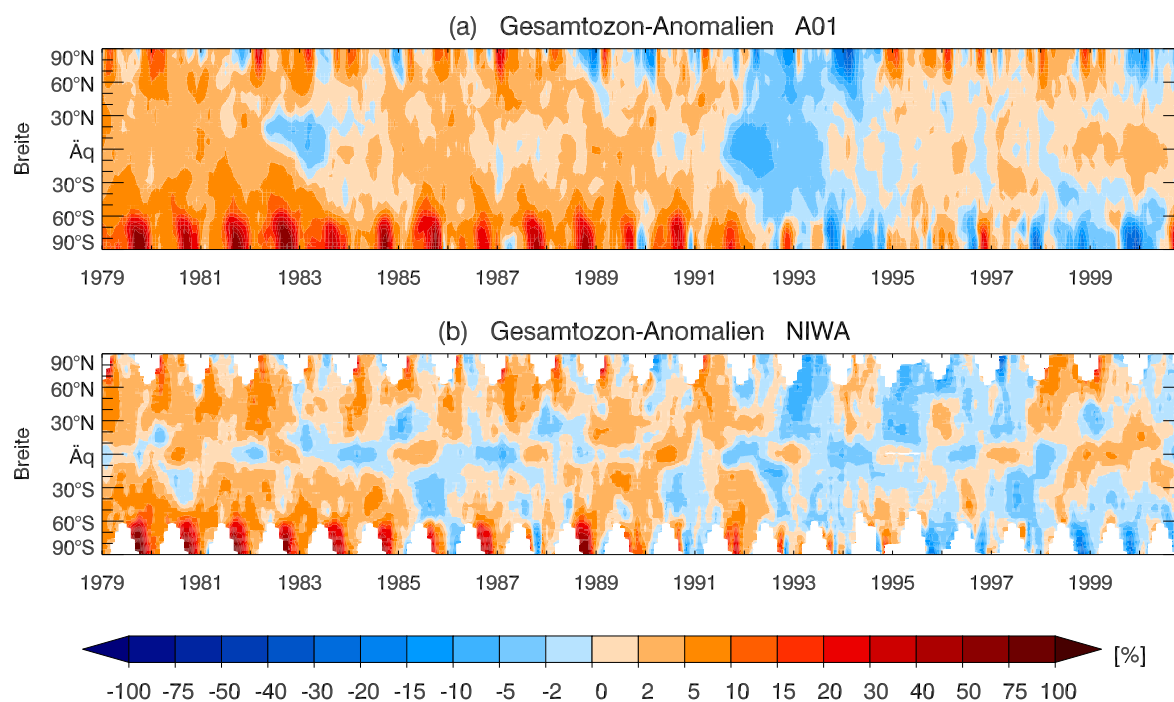 (a) Gesamtozon-Anomalien A01
90°N
60°N
30°N
Äq
30°S
60°S
90°S
Breite
1979 1981 1983 1985 1987 1989 1991 1993 1995 1997 1999
(b) Gesamtozon-Anomalien NIWA
90°N
60°N
30°N
Äq
30°S
60°S
90°S
Breite
1979 1981 1983 1985 1987 1989 1991 1993 1995 1997 1999
[%]
-100 -75 -50 -40 -30 -20 -15 -10 -5 -2 0 2 5 10 15 20 30 40 50 75 100